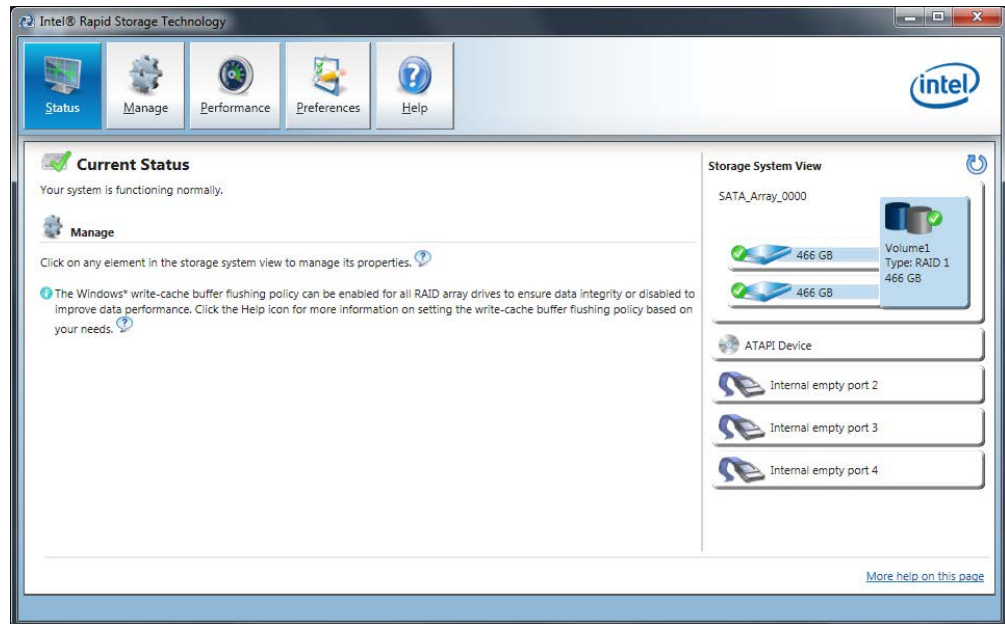 Intel® Rapid Storage Technology
Status
Manage
Performance
Preferences
Help
intel
Current Status
Your system is functioning normally.
Manage
Click on any element in the storage system view to manage its properties.
The Windows* write-cache buffer flushing policy can be enabled for all RAID array drives to ensure data integrity or disabled to
improve data performance. Click the Help icon for more information on setting the write-cache buffer flushing policy based on
your needs.
Storage System View
SATA_Array_0000
466 GB
466 GB
Volume1
Type: RAID 1
466 GB
ATAPI Device
Internal empty port 2
Internal empty port 3
Internal empty port 4
More help on this page